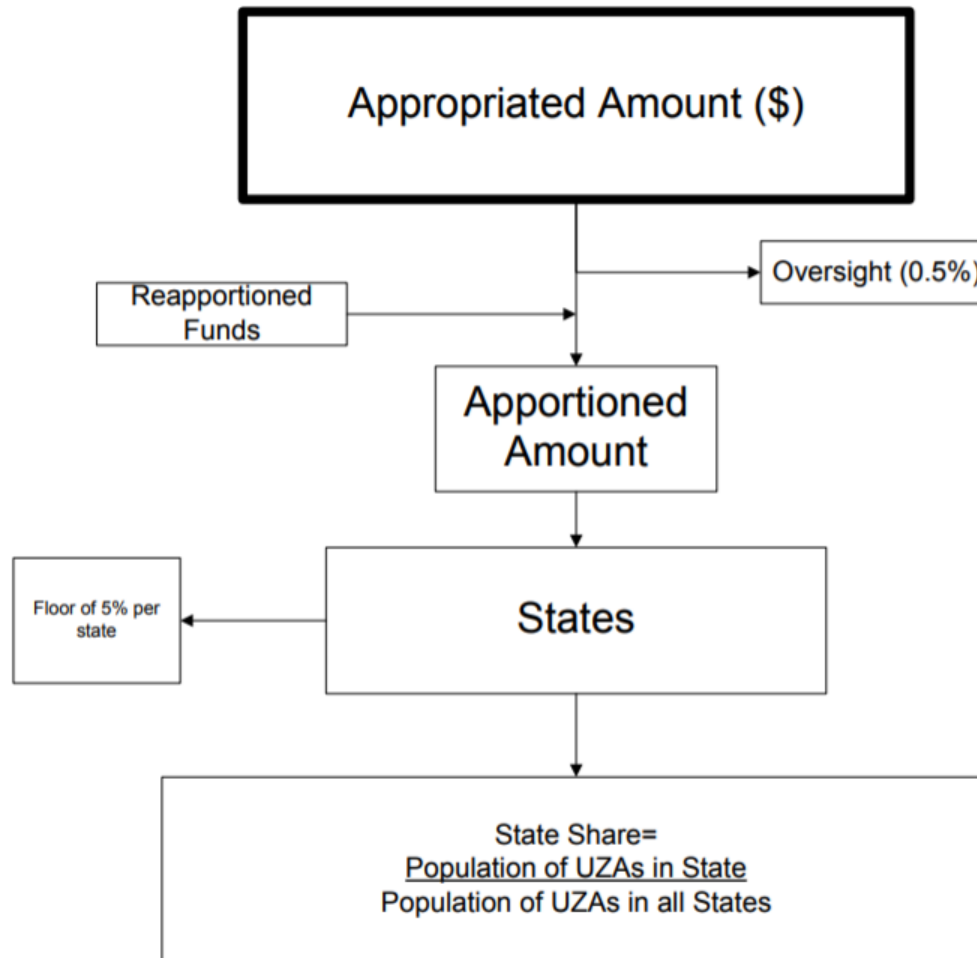 Appropriated Amount ($)
Oversight (0.5%)
Reapportioned
Funds
Apportioned
Amount
Floor of 5% per
state
States
State Share=
Population of UZAs in State
Population of UZAs in all States